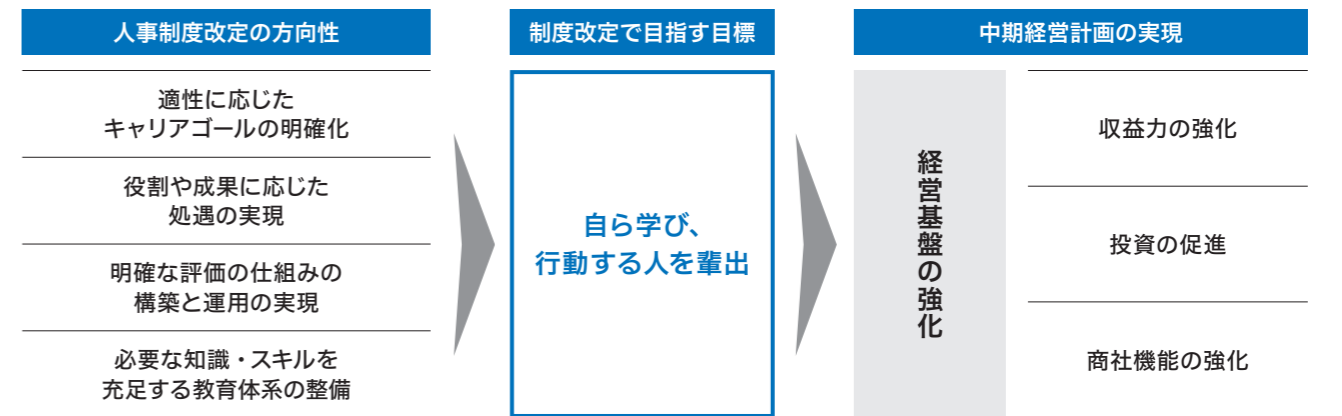 人事制度改定の方向性
適性に応じた
キャリアゴールの明確化
役割や成果に応じた
処遇の実現
明確な評価の仕組みの
構築と運用の実現
必要な知識・スキルを
充足する教育体系の整備
制度改定で目指す目標
自ら学び、
行動する人を輩出
中期経営計画の実現
経営基盤の強化
収益力の強化
投資の促進
商社機能の強化